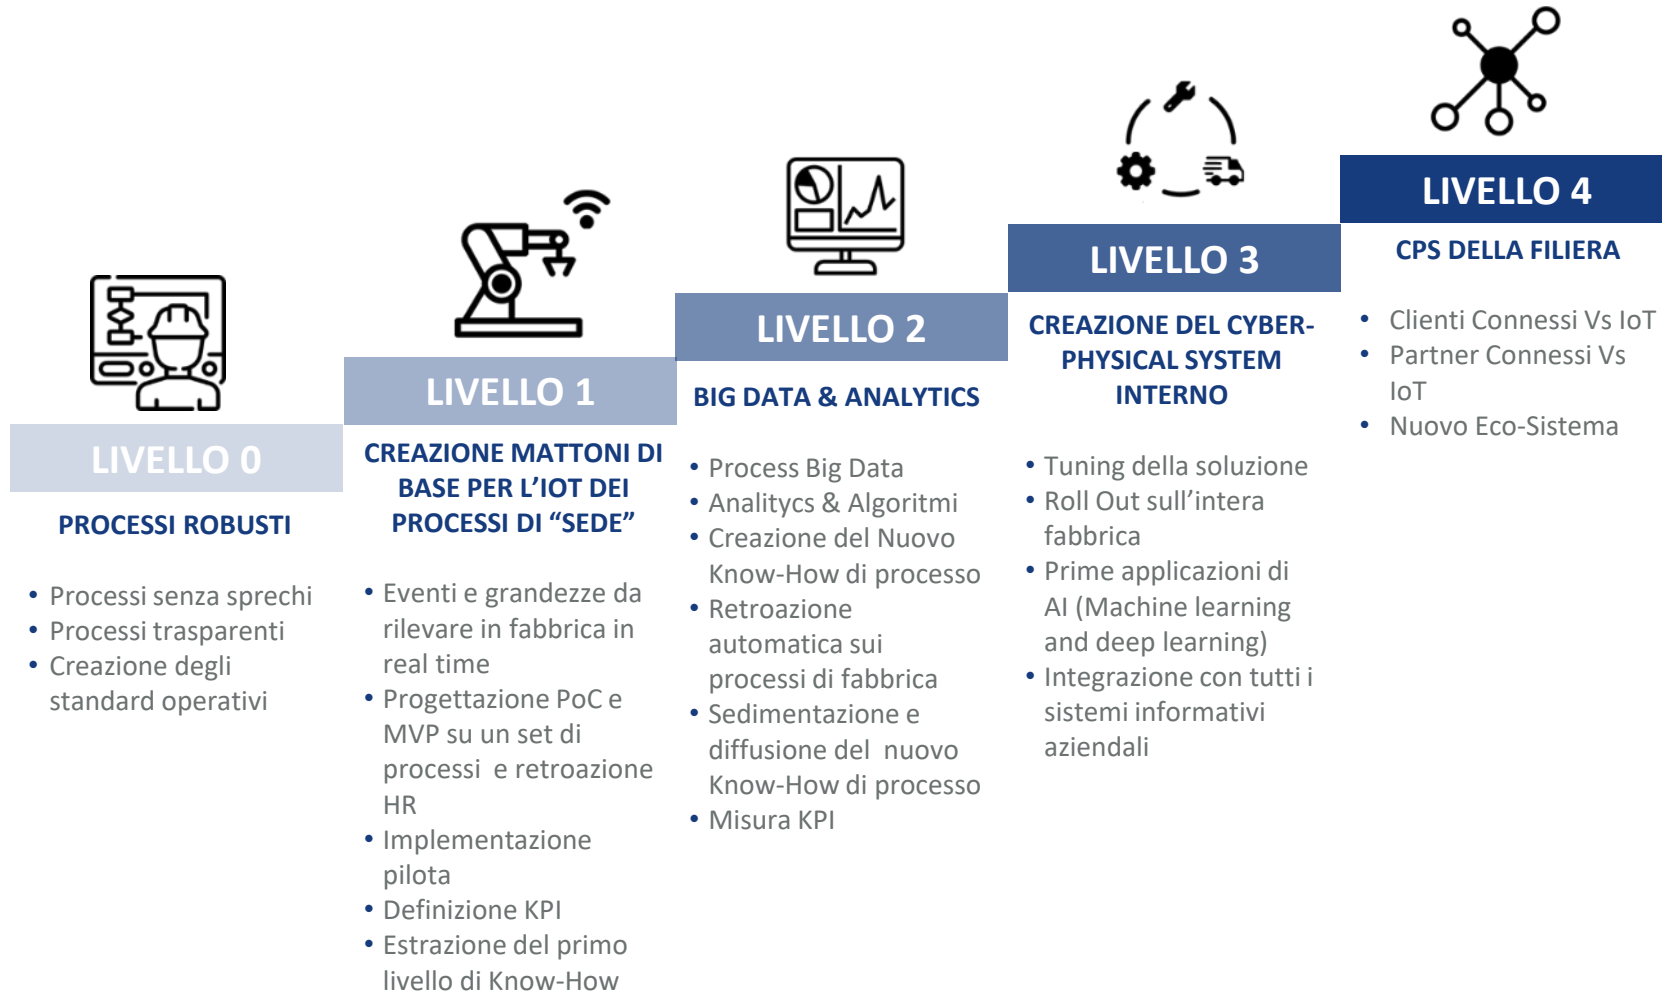 LIVELLO 0
PROCESSI ROBUSTI
• Processi senza sprechi
• Processi trasparenti
• Creazione degli
standard operativi
LIVELLO 1
CREAZIONE MATTONI DI
BASE PER L’IOT DEI
PROCESSI DI “SEDE”
• Eventi e grandezze da
rilevare in fabbrica in
real time
• Progettazione PoC e
MVP su un set di
processi e retroazione
HR
• Implementazione
pilota
• Definizione KPI
• Estrazione del primo
livello di Know-How
LIVELLO 2
BIG DATA & ANALYTICS
• Process Big Data
• Analitycs & Algoritmi
• Creazione del Nuovo
Know-How di processo
• Retroazione
automatica sui
processi di fabbrica
• Sedimentazione e
diffusione del nuovo
Know-How di processo
• Misura KPI
LIVELLO 3
CREAZIONE DEL CYBER-
PHYSICAL SYSTEM
INTERNO
• Tuning della soluzione
• Roll Out sull’intera
fabbrica
• Prime applicazioni di
AI (Machine learning
and deep learning)
• Integrazione con tutti i
sistemi informativi
aziendali
LIVELLO 4
CPS DELLA FILIERA
• Clienti Connessi Vs IoT
• Partner Connessi Vs
IoT
• Nuovo Eco-Sistema